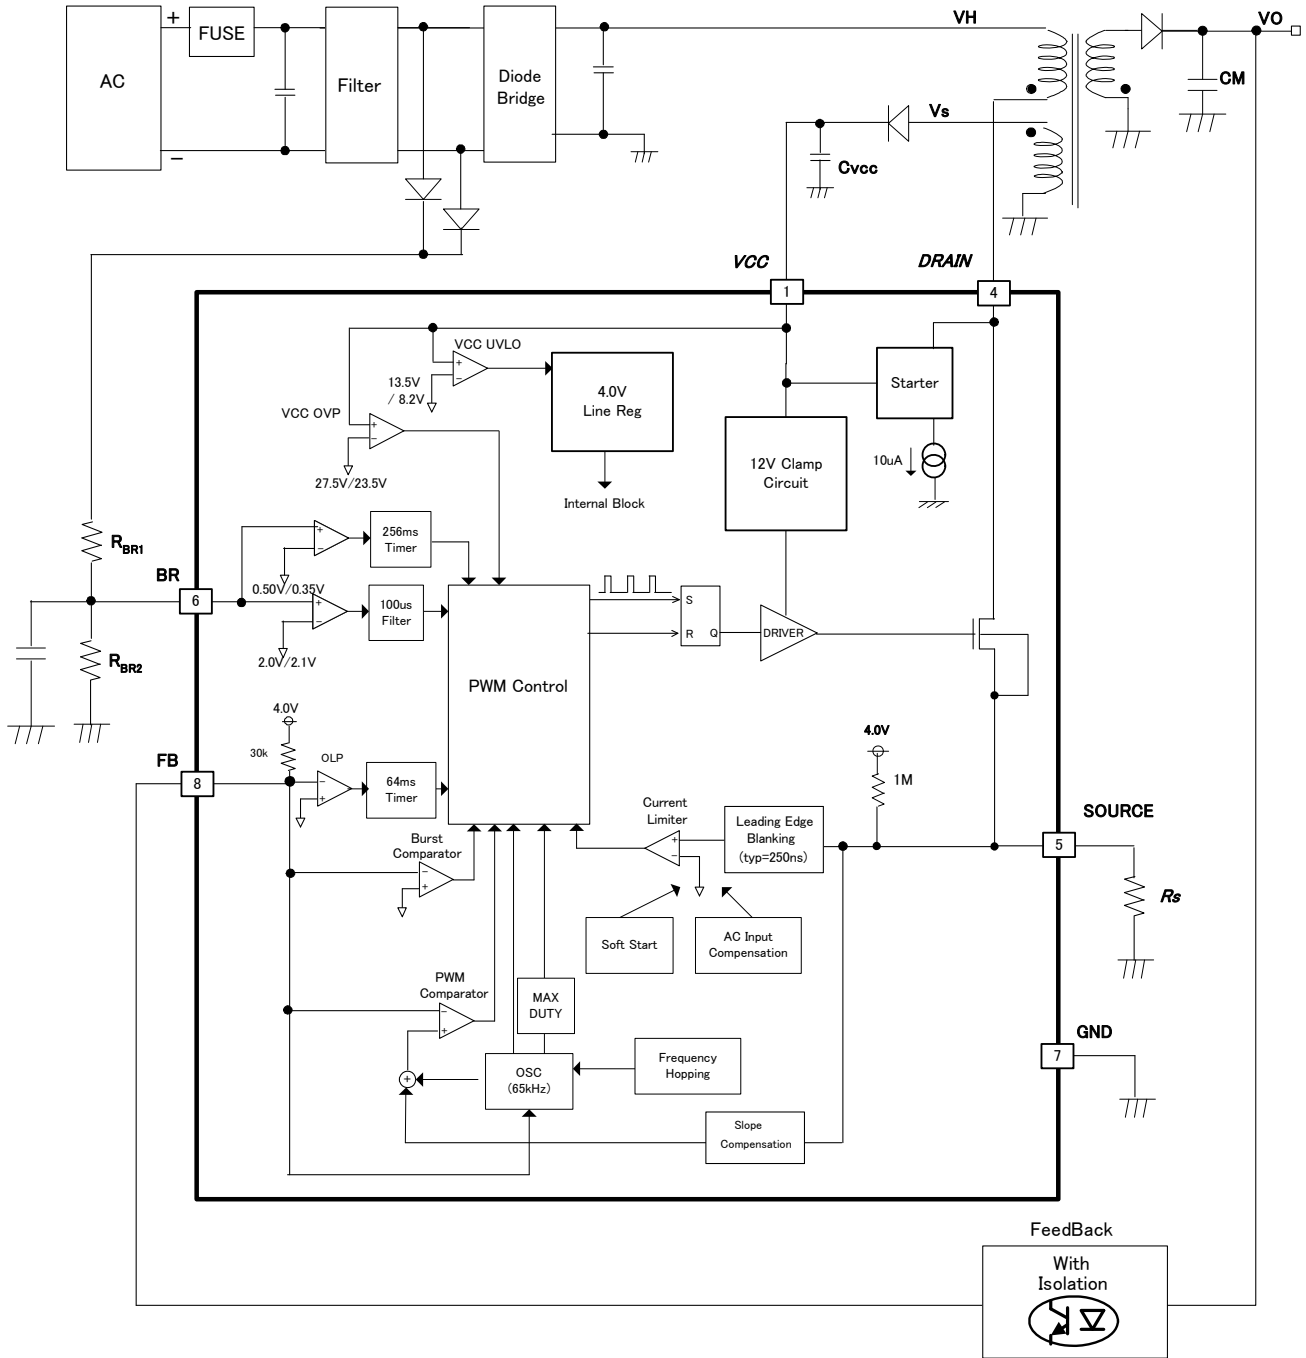 VH
VO
+
FUSE
AC
Filter
Diode
Bridge
CM
Vs
−
Cvcc
VCC
DRAIN
1
4
VCC UVLO
+
−
13.5V
/ 8.2V
4.0V
Line Reg
Starter
VCC OVP
+
−
27.5V/23.5V
12V Clamp
Circuit
10uA
Internal Block
RBR1
+
−
256ms
Timer
BR
0.50V/0.35V
6
+
−
100us
Filter
S
R
Q
DRIVER
2.0V/2.1V
RBR2
PWM Control
4.0V
30k
FB
OLP
8
−
+
64ms
Timer
4.0V
1M
Current
Limiter
+
−
Leading Edge
Blanking
(typ=250ns)
SOURCE
5
Burst
Comparator
−
+
Rs
Soft Start
AC Input
Compensation
PWM
Comparator
−
+
MAX
DUTY
GND
7
+
OSC
(65kHz)
Frequency
Hopping
Slope
Compensation
FeedBack
With
Isolation